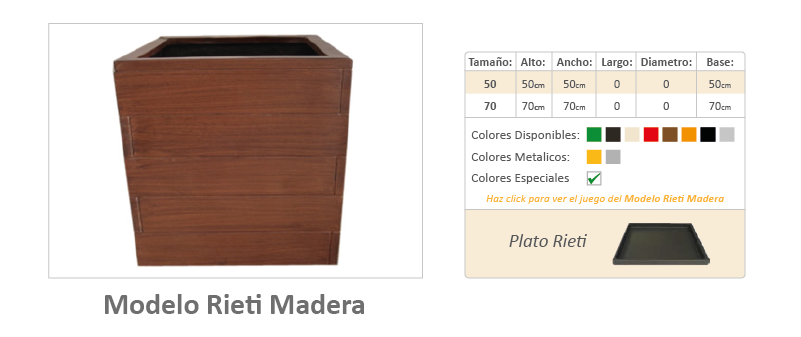 Modelo Rieti Madera
Tamaño: Alto: Ancho: Largo: Diametro: Base:
50 50cm 50cm 0 0 50cm
70 70cm 70cm 0 0 70cm
Colores Disponibles:
Colores Metalicos:
Colores Especiales
Haz click para ver el juego del Modelo Rieti Madera
Plato Rieti